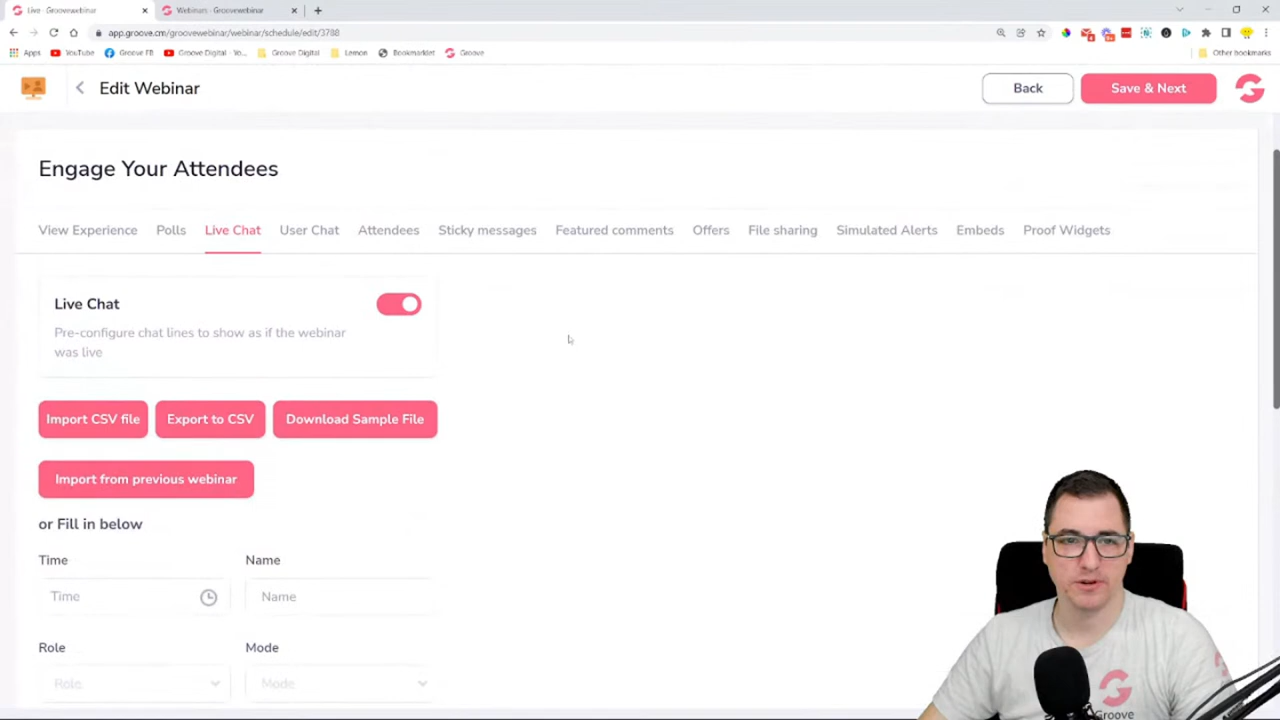 Live - Groovewebinar
Webinars - Groovewebinar
app.groove.cm/groovewebinar/webinar/schedule/edit/3788
Apps
YouTube
Groove FB
Groove Digital - Yo...
Groove Digital
Lemon
Bookmarklet
Groove
Other bookmarks
Edit Webinar
Back
Save & Next
Engage Your Attendees
View Experience
Polls
Live Chat
User Chat
Attendees
Sticky messages
Featured comments
Offers
File sharing
Simulated Alerts
Embeds
Proof Widgets
Live Chat
Pre-configure chat lines to show as if the webinar
was live
Import CSV file
Export to CSV
Download Sample File
Import from previous webinar
or Fill in below
Time
Name
Time
Name
Role
Mode
Role
Mode
Groove